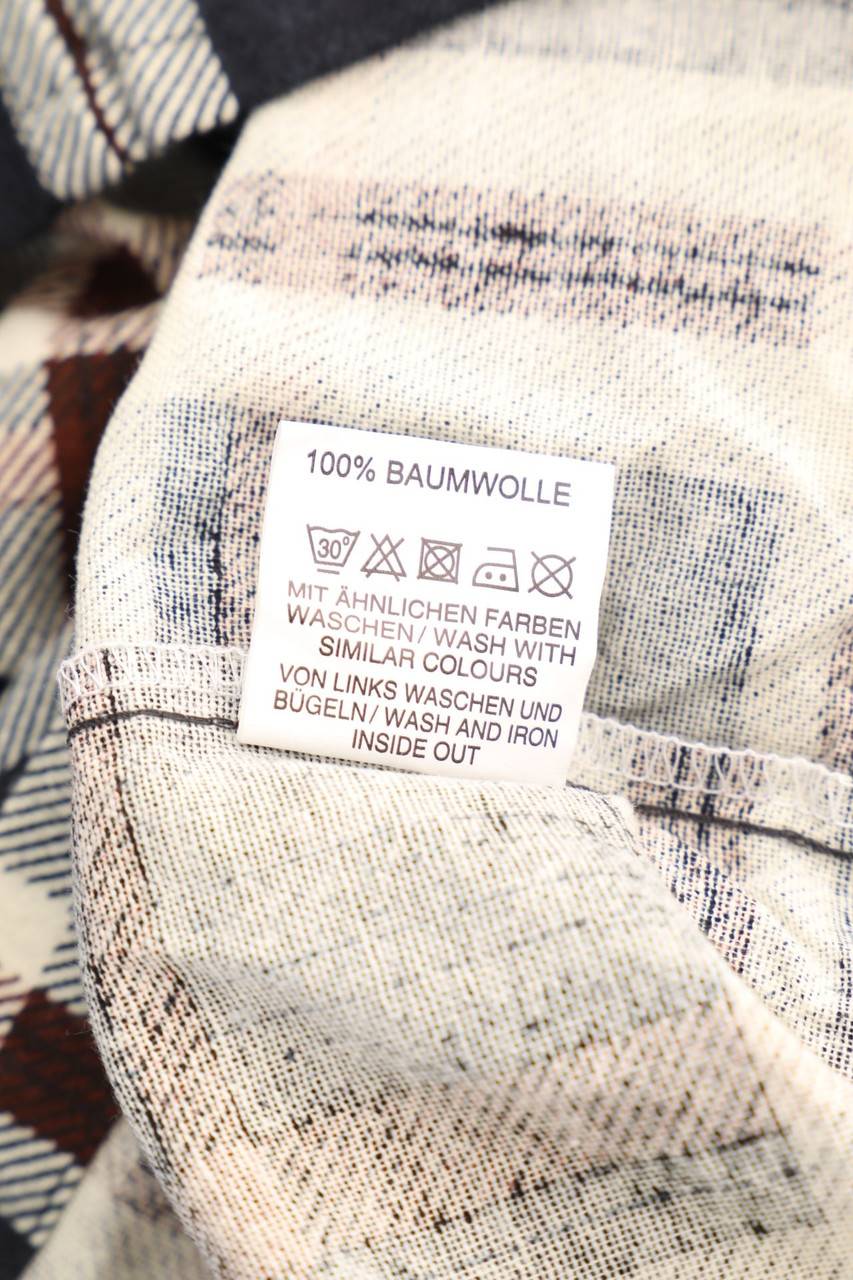 100% BAUMWOLLE
30°
MIT ÄHNLICHEN FARBEN
WASCHEN / WASH WITH
SIMILAR COLOURS
VON LINKS WASCHEN UND
BÜGELN / WASH AND IRON
INSIDE OUT